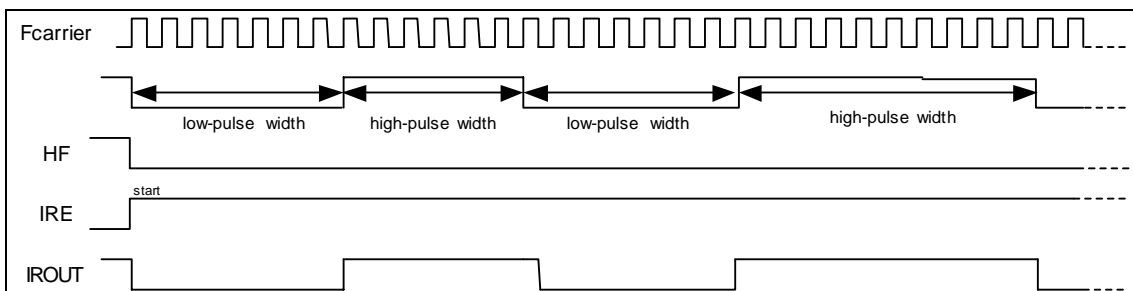 Fcarrier
low-pulse width
high-pulse width
low-pulse width
high-pulse width
HF
start
IRE
IROUT